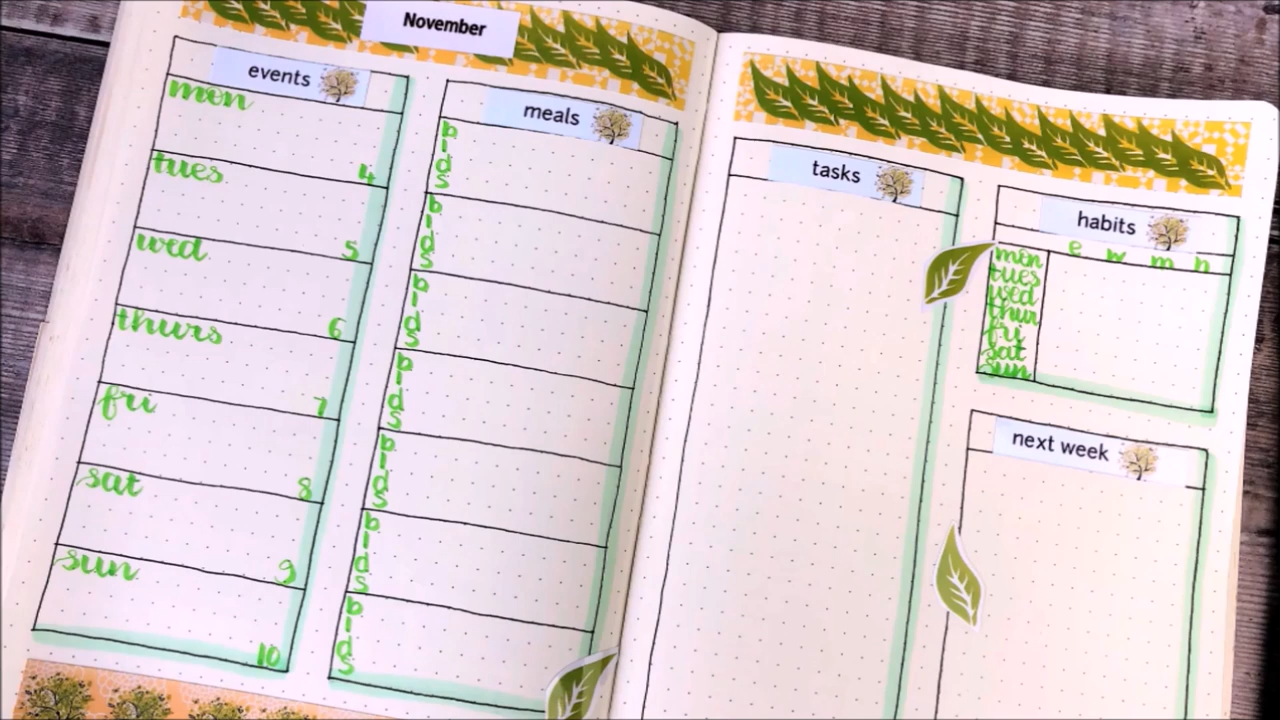 November
events
mon
4
tues
5
wed
6
thurs
7
fri
8
sat
9
sun
10
meals
b
l
d
s
b
l
d
s
b
l
d
s
b
l
d
s
b
l
d
s
b
l
d
s
b
l
d
s
tasks
habits
e w m n
mon
tues
wed
thur
fri
sat
sun
next week